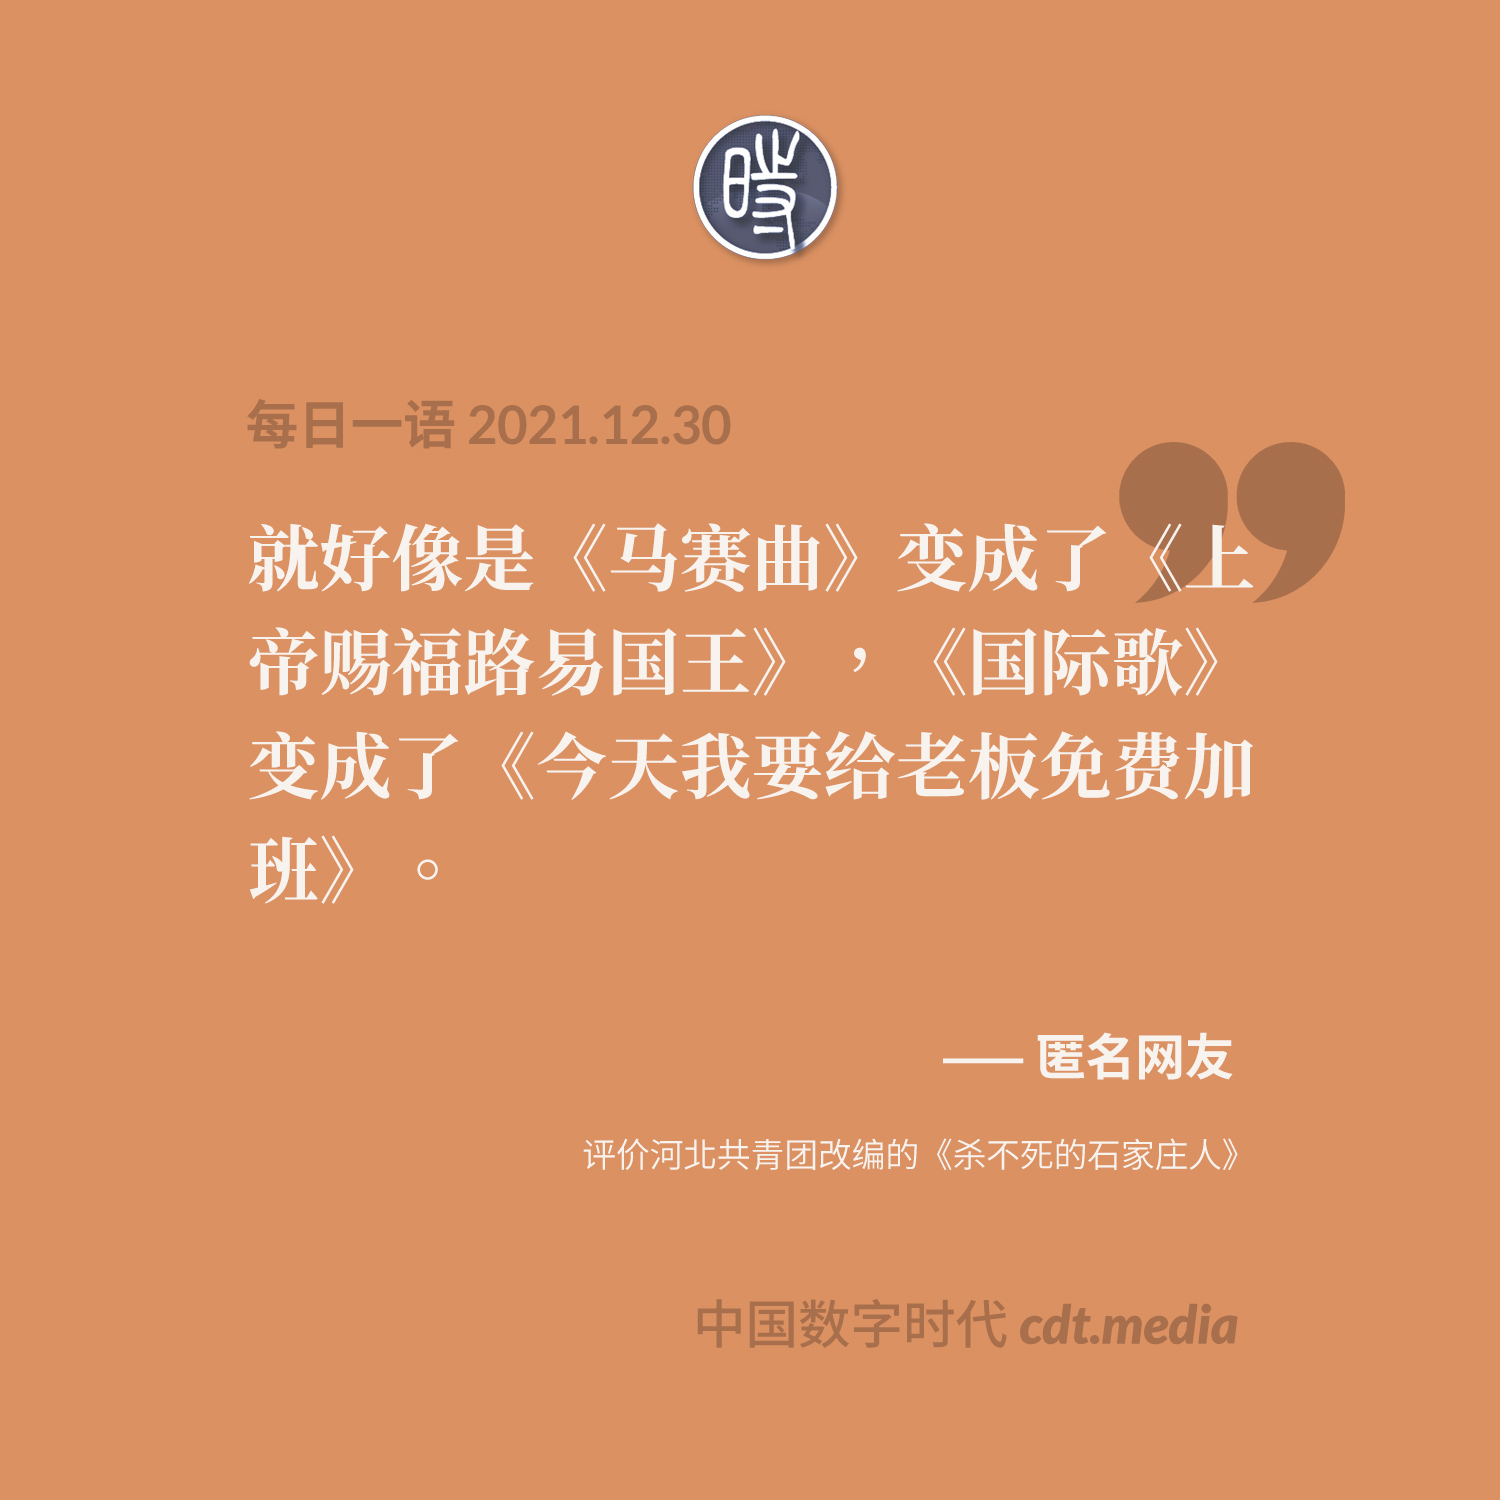 時
每日一语 2021.12.30
就好像是《马赛曲》变成了《上
帝赐福路易国王》，《国际歌》
变成了《今天我要给老板免费加
班》。
—— 匿名网友
评价河北共青团改编的《杀不死的石家庄人》
中国数字时代 cdt.media